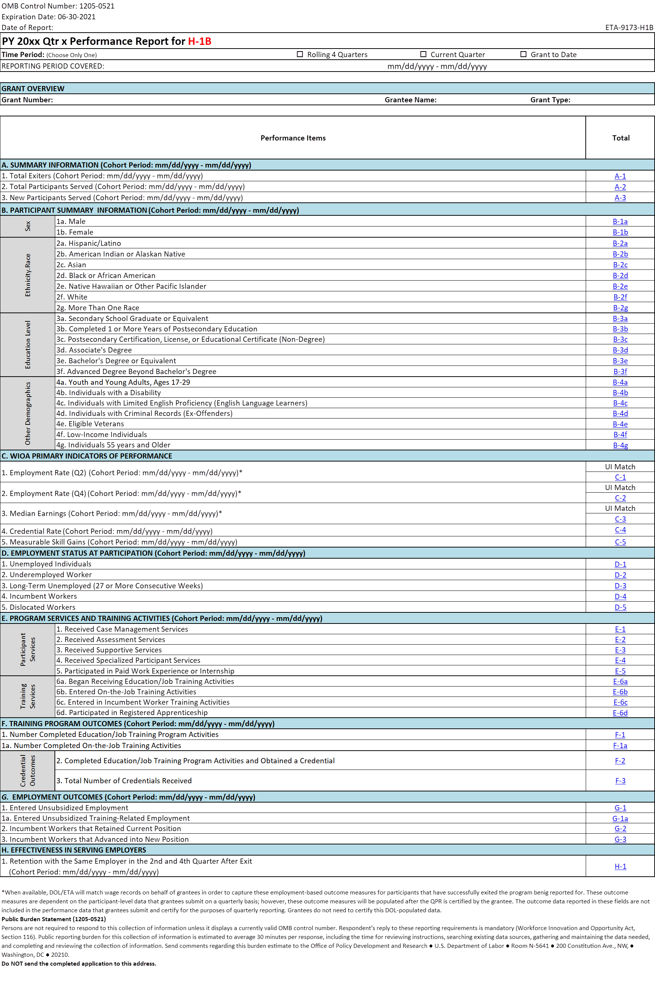 OMB Control Number: 1205-0521
Expiration Date: 06-30-2021
Date of Report: ETA-9173-H1B
PY 20xx Qtr x Performance Report for H-1B
Time Period: (Choose Only One) ☐ Rolling 4 Quarters ☐ Current Quarter ☐ Grant to Date
REPORTING PERIOD COVERED: mm/dd/yyyy - mm/dd/yyyy
GRANT OVERVIEW
Grant Number: Grantee Name: Grant Type:
Performance Items Total
A. SUMMARY INFORMATION (Cohort Period: mm/dd/yyyy - mm/dd/yyyy)
1. Total Exiters (Cohort Period: mm/dd/yyyy - mm/dd/yyyy) A-1
2. Total Participants Served (Cohort Period: mm/dd/yyyy - mm/dd/yyyy) A-2
3. New Participants Served (Cohort Period: mm/dd/yyyy - mm/dd/yyyy) A-3
B. PARTICIPANT SUMMARY INFORMATION (Cohort Period: mm/dd/yyyy - mm/dd/yyyy)
Sex
1a. Male B-1a
1b. Female B-1b
Ethnicity.Race
2a. Hispanic/Latino B-2a
2b. American Indian or Alaskan Native B-2b
2c. Asian B-2c
2d. Black or African American B-2d
2e. Native Hawaiian or Other Pacific Islander B-2e
2f. White B-2f
2g. More Than One Race B-2g
Education Level
3a. Secondary School Graduate or Equivalent B-3a
3b. Completed 1 or More Years of Postsecondary Education B-3b
3c. Postsecondary Certification, License, or Educational Certificate (Non-Degree) B-3c
3d. Associate's Degree B-3d
3e. Bachelor's Degree or Equivalent B-3e
3f. Advanced Degree Beyond Bachelor's Degree B-3f
Other Demographics
4a. Youth and Young Adults, Ages 17-29 B-4a
4b. Individuals with a Disability B-4b
4c. Individuals with Limited English Proficiency (English Language Learners) B-4c
4d. Individuals with Criminal Records (Ex-Offenders) B-4d
4e. Eligible Veterans B-4e
4f. Low-Income Individuals B-4f
4g. Individuals 55 years and Older B-4g
C. WIOA PRIMARY INDICATORS OF PERFORMANCE
1. Employment Rate (Q2) (Cohort Period: mm/dd/yyyy - mm/dd/yyyy)* UI Match
C-1
2. Employment Rate (Q4) (Cohort Period: mm/dd/yyyy - mm/dd/yyyy)* UI Match
C-2
3. Median Earnings (Cohort Period: mm/dd/yyyy - mm/dd/yyyy)* UI Match
C-3
4. Credential Rate (Cohort Period: mm/dd/yyyy - mm/dd/yyyy) C-4
5. Measurable Skill Gains (Cohort Period: mm/dd/yyyy - mm/dd/yyyy) C-5
D. EMPLOYMENT STATUS AT PARTICIPATION (Cohort Period: mm/dd/yyyy - mm/dd/yyyy)
1. Unemployed Individuals D-1
2. Underemployed Worker D-2
3. Long-Term Unemployed (27 or More Consecutive Weeks) D-3
4. Incumbent Workers D-4
5. Dislocated Workers D-5
E. PROGRAM SERVICES AND TRAINING ACTIVITIES (Cohort Period: mm/dd/yyyy - mm/dd/yyyy)
Participant
Services
1. Received Case Management Services E-1
2. Received Assessment Services E-2
3. Received Supportive Services E-3
4. Received Specialized Participant Services E-4
5. Participated in Paid Work Experience or Internship E-5
Training
Services
6a. Began Receiving Education/Job Training Activities E-6a
6b. Entered On-the-Job Training Activities E-6b
6c. Entered in Incumbent Worker Training Activities E-6c
6d. Participated in Registered Apprenticeship E-6d
F. TRAINING PROGRAM OUTCOMES (Cohort Period: mm/dd/yyyy - mm/dd/yyyy)
1. Number Completed Education/Job Training Program Activities F-1
1a. Number Completed On-the-Job Training Activities F-1a
Credential
Outcomes
2. Completed Education/Job Training Program Activities and Obtained a Credential F-2
3. Total Number of Credentials Received F-3
G. EMPLOYMENT OUTCOMES (Cohort Period: mm/dd/yyyy - mm/dd/yyyy)
1. Entered Unsubsidized Employment G-1
1a. Entered Unsubsidized Training-Related Employment G-1a
2. Incumbent Workers that Retained Current Position G-2
3. Incumbent Workers that Advanced into New Position G-3
H. EFFECTIVENESS IN SERVING EMPLOYERS
1. Retention with the Same Employer in the 2nd and 4th Quarter After Exit
(Cohort Period: mm/dd/yyyy - mm/dd/yyyy) H-1
*When available, DOL/ETA will match wage records on behalf of grantees in order to capture these employment-based outcome measures for participants that have successfully exited the program benig reported for. These outcome
measures are dependent on the participant-level data that grantees submit on a quarterly basis; however, these outcome measures will be populated after the QPR is certified by the grantee. The outcome data reported in these fields are not
included in the performance data that grantees submit and certify for the purposes of quarterly reporting. Grantees do not need to certify this DOL-populated data.
Public Burden Statement (1205-0521)
Persons are not required to respond to this collection of information unless it displays a currently valid OMB control number. Respondent’s reply to these reporting requirements is mandatory (Workforce Innovation and Opportunity Act,
Section 116). Public reporting burden for this collection of information is estimated to average 30 minutes per response, including the time for reviewing instructions, searching existing data sources, gathering and maintaining the data needed,
and completing and reviewing the collection of information. Send comments regarding this burden estimate to the Office of Policy Development and Research ● U.S. Department of Labor ● Room N-5641 ● 200 Constitution Ave., NW, ●
Washington, DC ● 20210.
Do NOT send the completed application to this address.